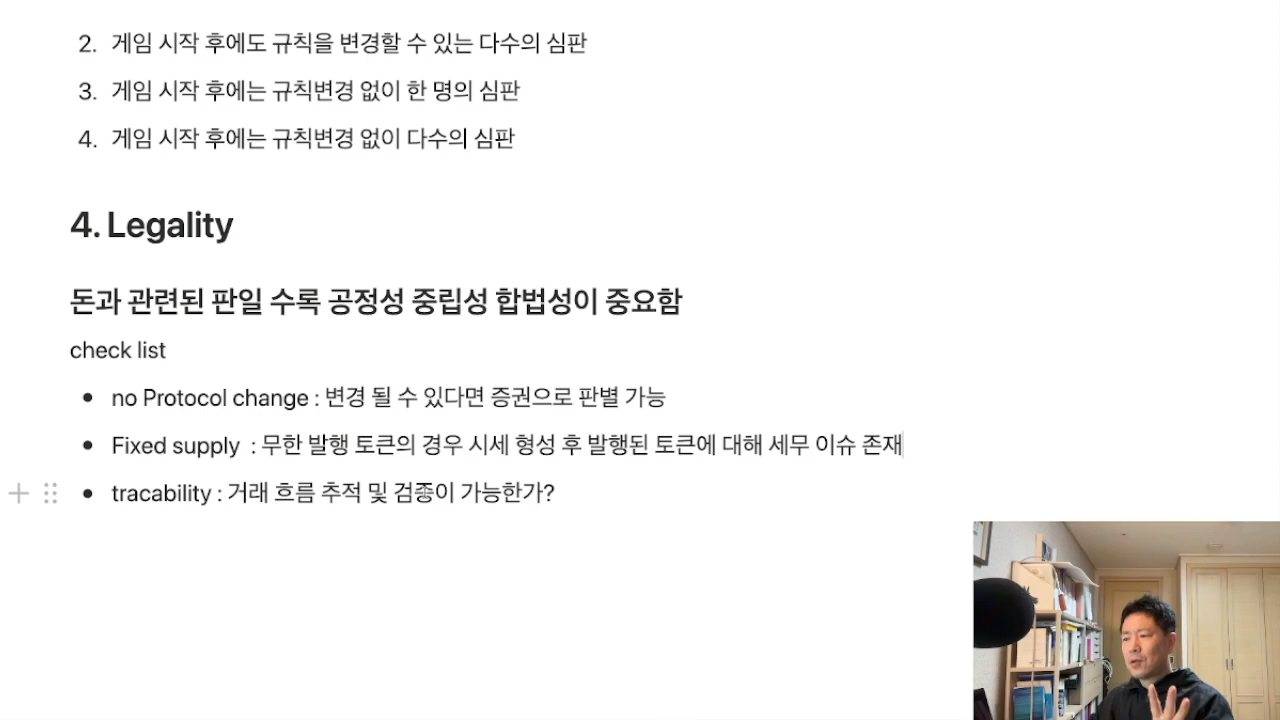 2. 게임 시작 후에도 규칙을 변경할 수 있는 다수의 심판
3. 게임 시작 후에는 규칙변경 없이 한 명의 심판
4. 게임 시작 후에는 규칙변경 없이 다수의 심판
4. Legality
돈과 관련된 판일 수록 공정성 중립성 합법성이 중요함
check list
• no Protocol change : 변경 될 수 있다면 증권으로 판별 가능
• Fixed supply : 무한 발행 토큰의 경우 시세 형성 후 발행된 토큰에 대해 세무 이슈 존재
• tracability : 거래 흐름 추적 및 검증이 가능한가?